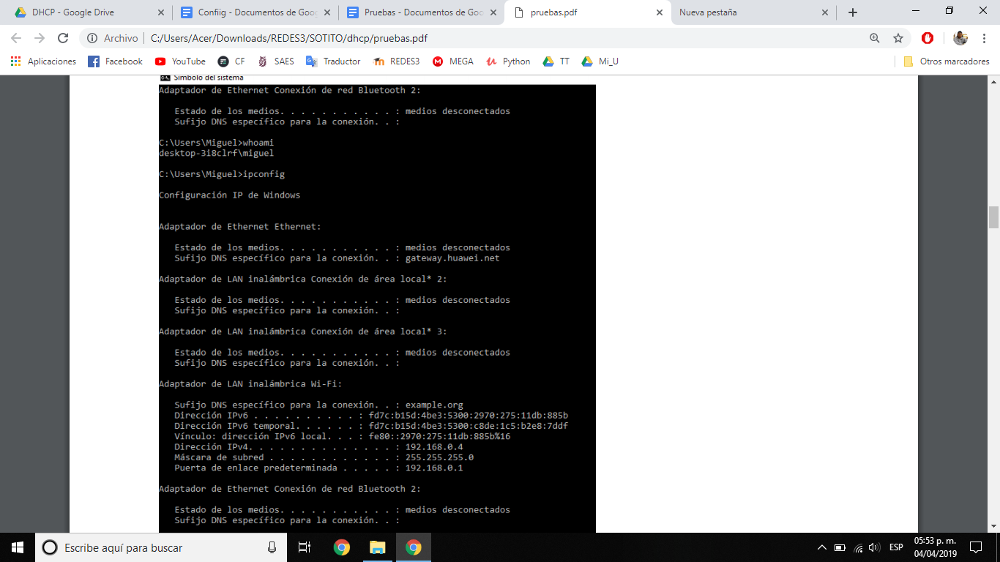 DHCP - Google Drive
Confiig - Documentos de Goo
Pruebas - Documentos de Goo
pruebas.pdf
Nueva pestaña
Archivo
C:/Users/Acer/Downloads/REDES3/SOTITO/dhcp/pruebas.pdf
Aplicaciones
Facebook
YouTube
CF
SAES
Traductor
REDES3
MEGA
Python
TT
Mi_U
Otros marcadores
Símbolo del sistema
Adaptador de Ethernet Conexión de red Bluetooth 2:
Estado de los medios. . . . . . . . . . . : medios desconectados
Sufijo DNS específico para la conexión. . :
C:\Users\Miguel>whoami
desktop-3i8clrf\miguel
C:\Users\Miguel>ipconfig
Configuración IP de Windows
Adaptador de Ethernet Ethernet:
Estado de los medios. . . . . . . . . . . : medios desconectados
Sufijo DNS específico para la conexión. . : gateway.huawei.net
Adaptador de LAN inalámbrica Conexión de área local* 2:
Estado de los medios. . . . . . . . . . . : medios desconectados
Sufijo DNS específico para la conexión. . :
Adaptador de LAN inalámbrica Conexión de área local* 3:
Estado de los medios. . . . . . . . . . . : medios desconectados
Sufijo DNS específico para la conexión. . :
Adaptador de LAN inalámbrica Wi-Fi:
Sufijo DNS específico para la conexión. . : example.org
Dirección IPv6 . . . . . . . . . . : fd7c:b15d:4be3:5300:2970:275:11db:885b
Dirección IPv6 temporal. . . . . . : fd7c:b15d:4be3:5300:c8de:1c5:b2e8:7ddf
Vínculo: dirección IPv6 local. . . : fe80::2970:275:11db:885b%16
Dirección IPv4. . . . . . . . . . . . . . : 192.168.0.4
Máscara de subred . . . . . . . . . . . . : 255.255.255.0
Puerta de enlace predeterminada . . . . . : 192.168.0.1
Adaptador de Ethernet Conexión de red Bluetooth 2:
Estado de los medios. . . . . . . . . . . : medios desconectados
Sufijo DNS específico para la conexión. . :
Escribe aquí para buscar
ESP
05:53 p. m.
04/04/2019